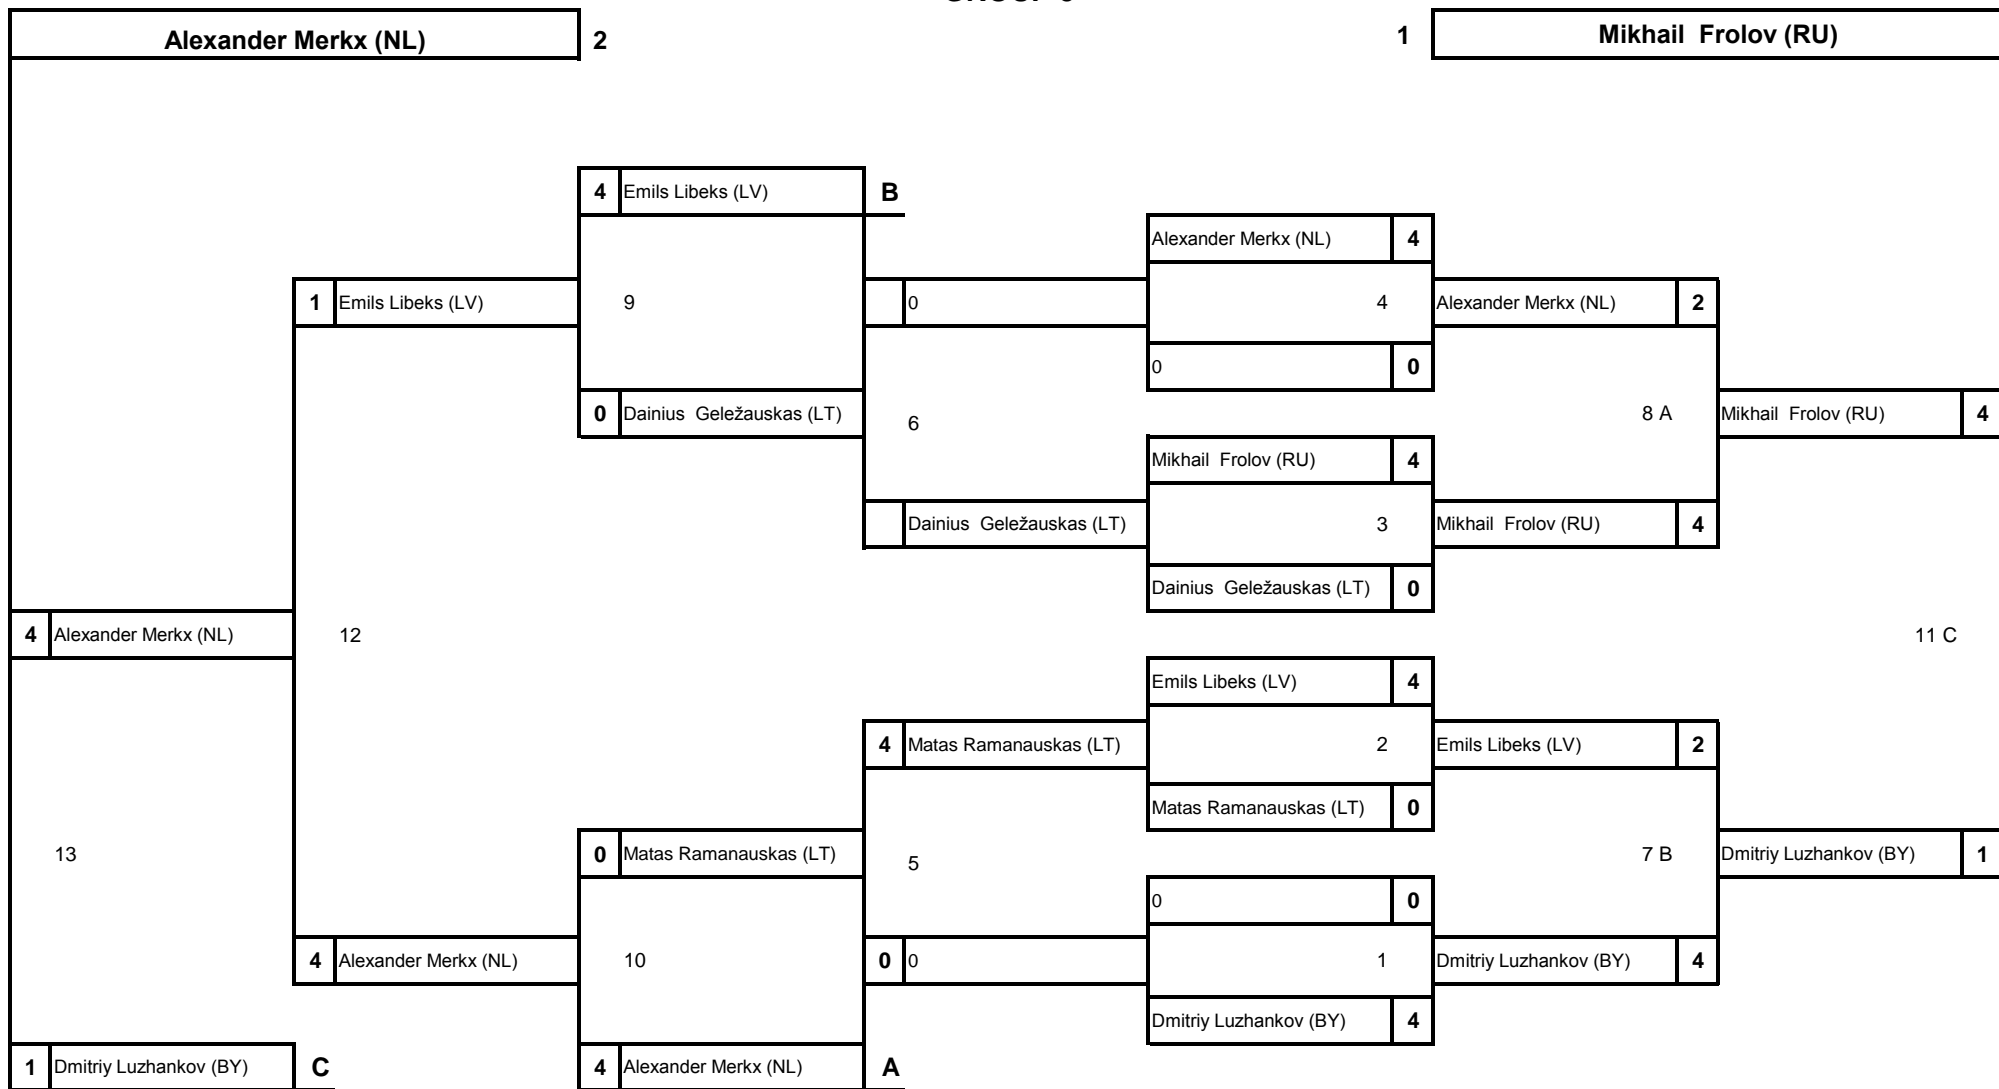 Alexander Merkx (NL) 2 1 Mikhail Frolov (RU)
4 Emils Libeks (LV) B
Alexander Merkx (NL) 4
1 Emils Libeks (LV) 9 0 4 Alexander Merkx (NL) 2
0 0
0 Dainius Geležauskas (LT) 6 8 A Mikhail Frolov (RU) 4
Mikhail Frolov (RU) 4
Dainius Geležauskas (LT) 3 Mikhail Frolov (RU) 4
Dainius Geležauskas (LT) 0
4 Alexander Merkx (NL) 12 11 C
Emils Libeks (LV) 4
4 Matas Ramanauskas (LT) 2 Emils Libeks (LV) 2
Matas Ramanauskas (LT) 0
13 0 Matas Ramanauskas (LT) 5 7 B Dmitriy Luzhankov (BY) 1
0 0
4 Alexander Merkx (NL) 10 0 0 1 Dmitriy Luzhankov (BY) 4
Dmitriy Luzhankov (BY) 4
1 Dmitriy Luzhankov (BY) C 4 Alexander Merkx (NL) A